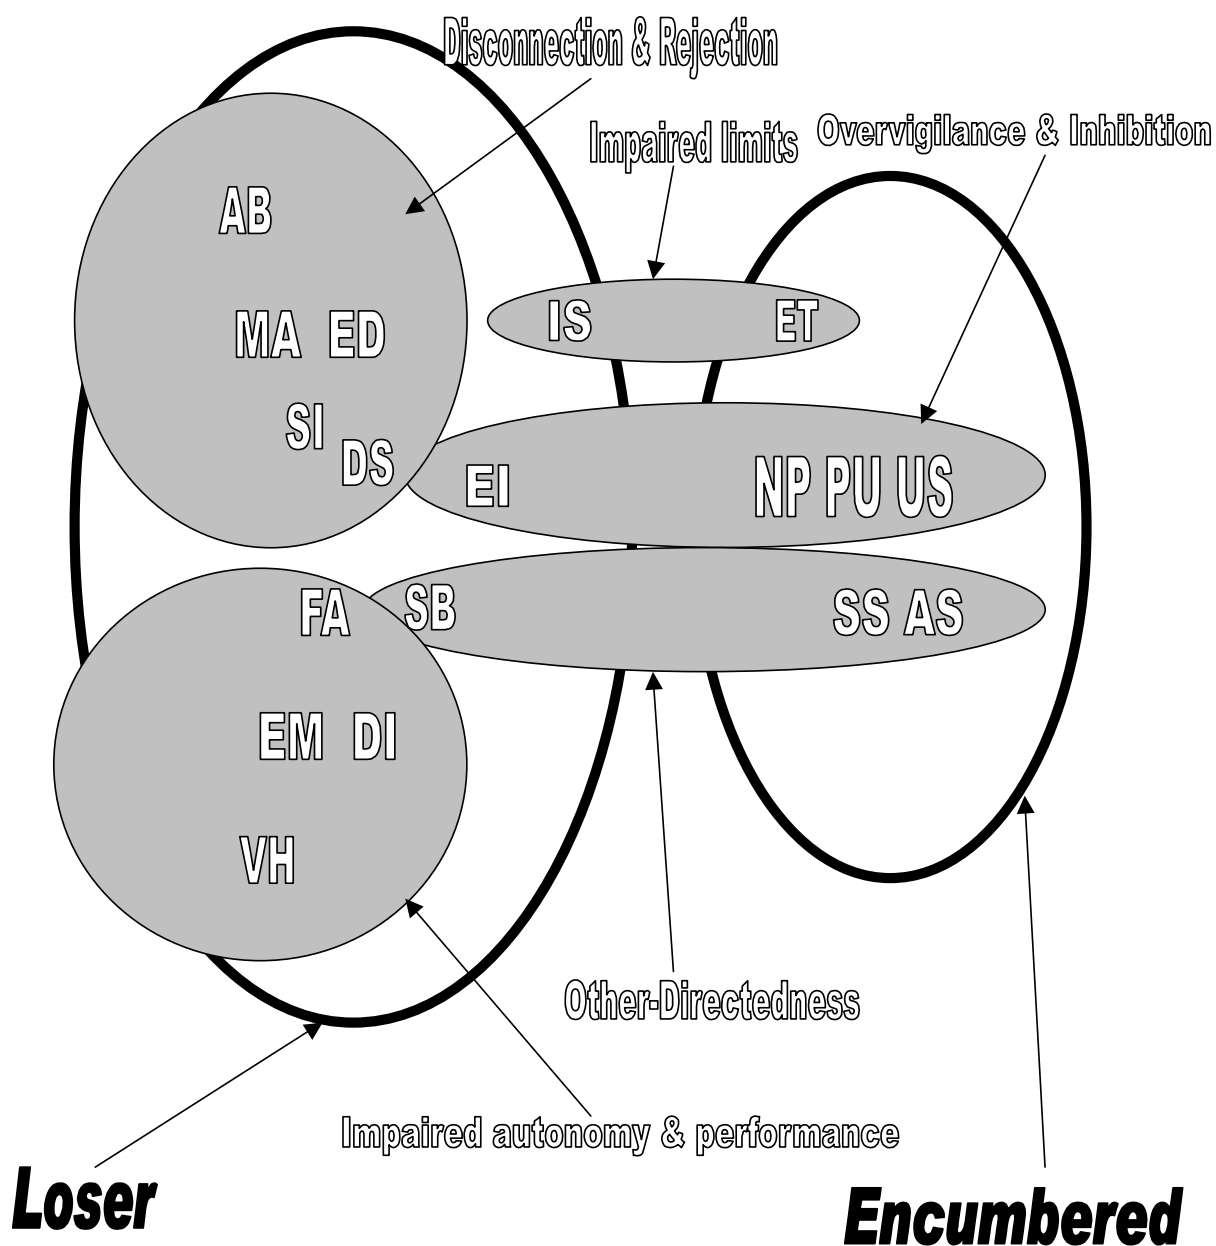 Disconnection & Rejection
Impaired limits
Overvigilance & Inhibition
AB
MA ED
IS
ET
SI
DS
EI
NP PU US
FA
SB
SS AS
EM DI
VH
Other-Directedness
Impaired autonomy & performance
Loser
Encumbered